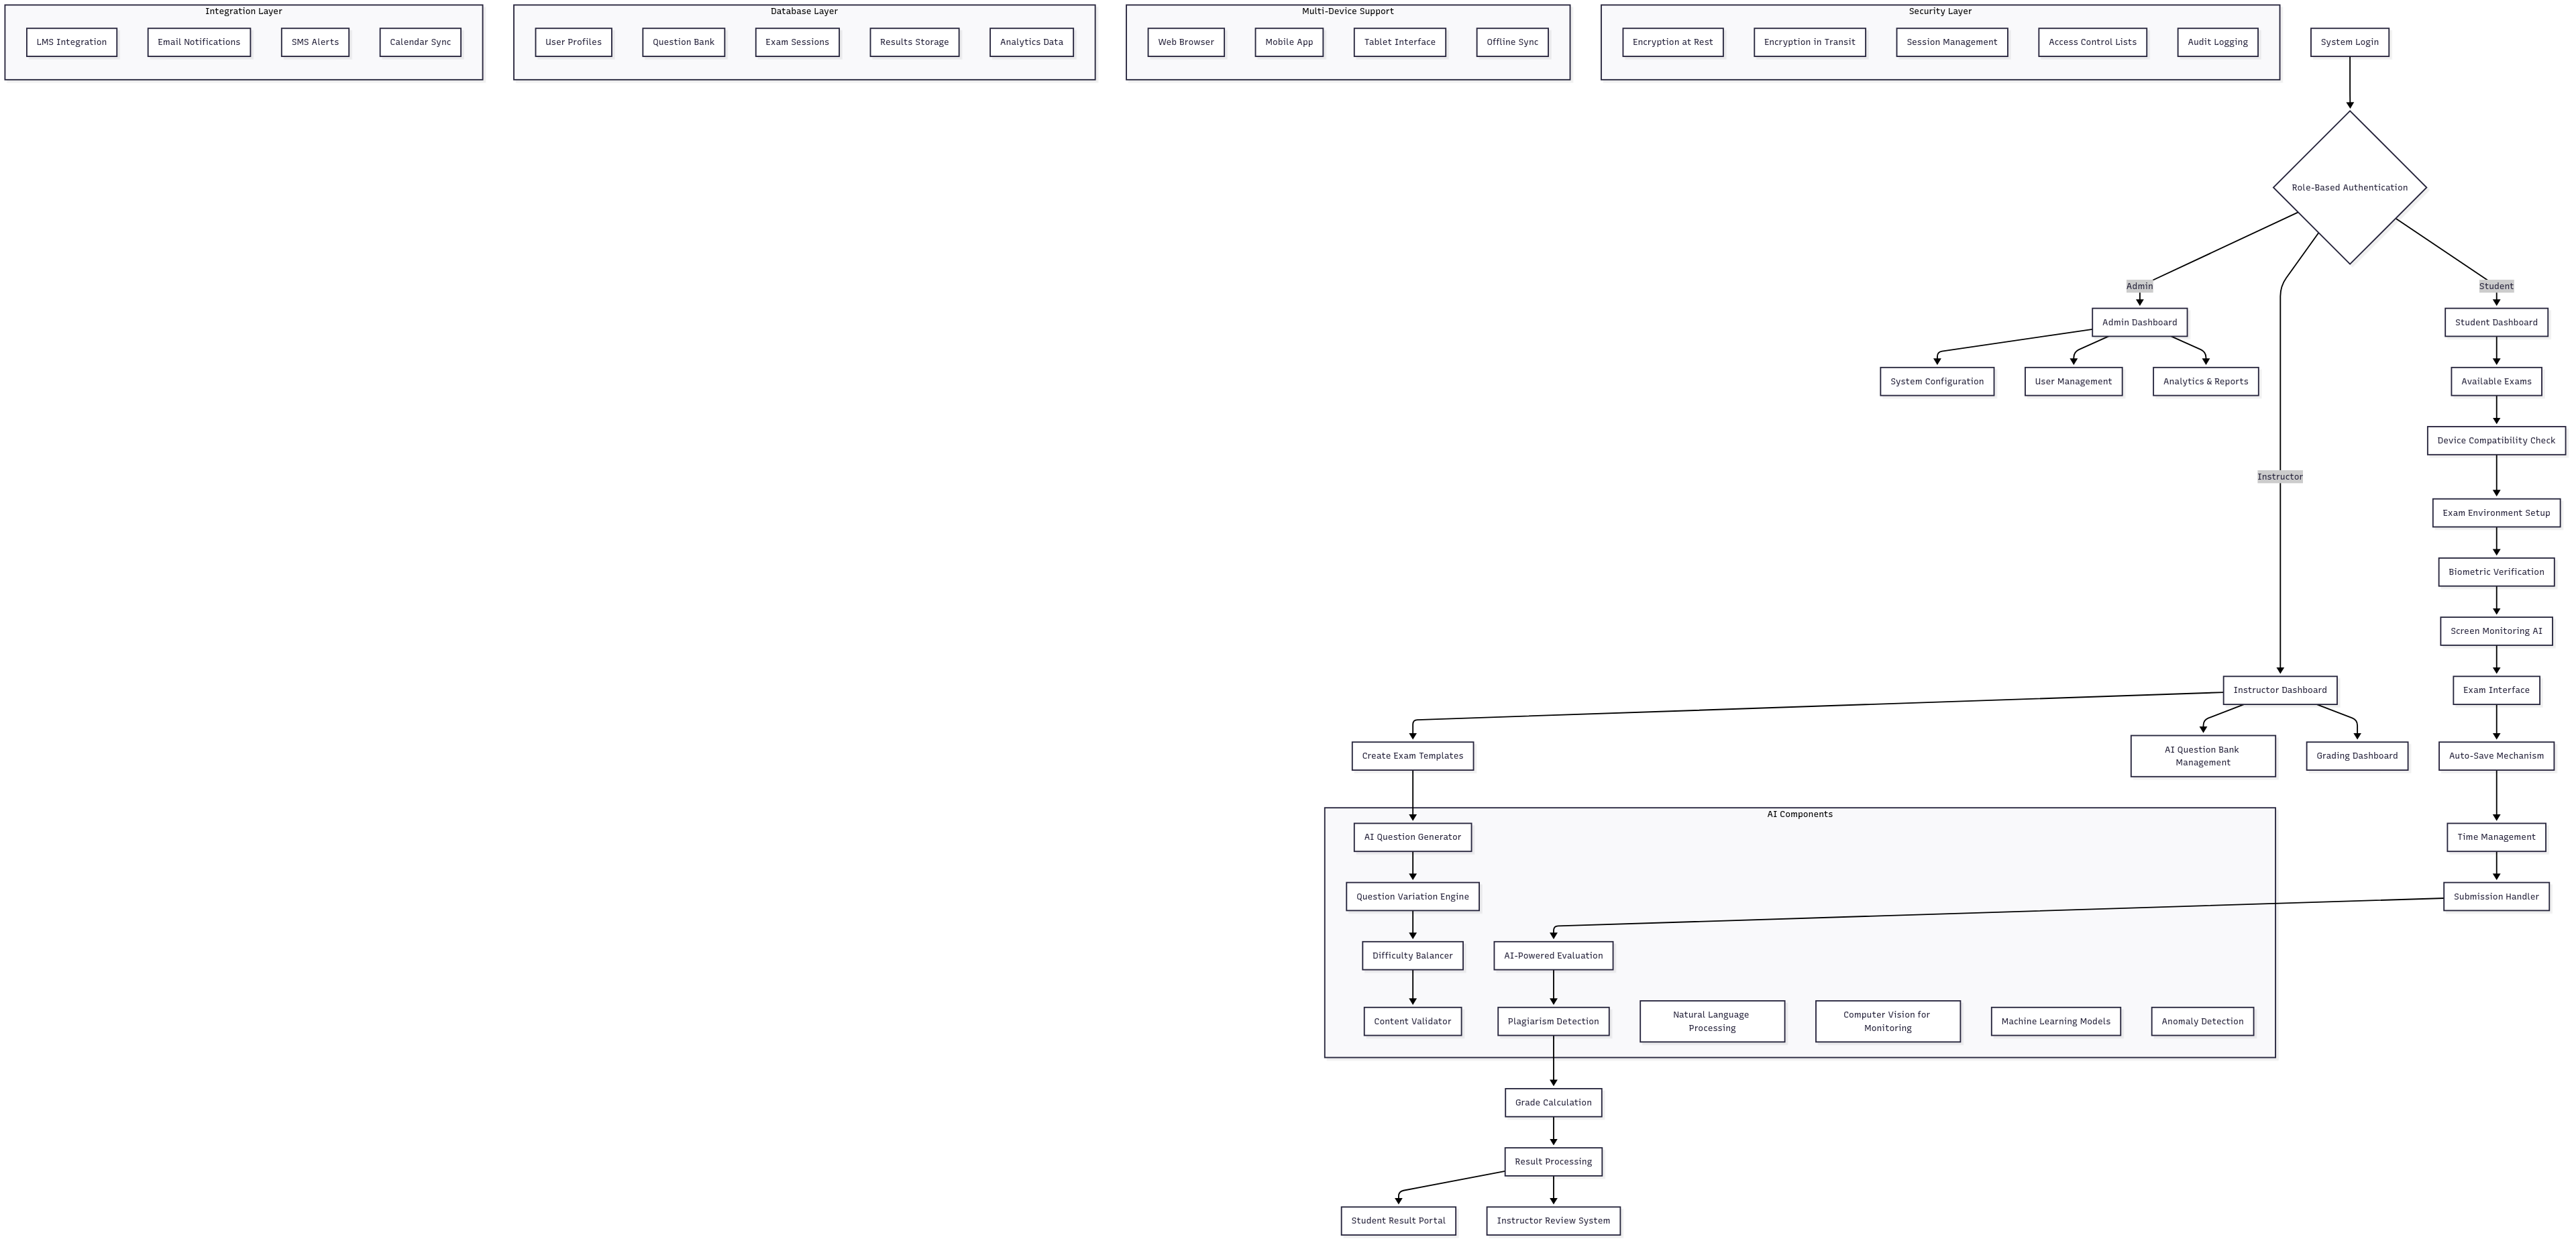 Integration Layer
LMS Integration
Email Notifications
SMS Alerts
Calendar Sync
Database Layer
User Profiles
Question Bank
Exam Sessions
Results Storage
Analytics Data
Multi-Device Support
Web Browser
Mobile App
Tablet Interface
Offline Sync
Security Layer
Encryption at Rest
Encryption in Transit
Session Management
Access Control Lists
Audit Logging
System Login
Role-Based Authentication
Admin
Student
Admin Dashboard
Student Dashboard
System Configuration
User Management
Analytics & Reports
Available Exams
Device Compatibility Check
Instructor
Exam Environment Setup
Biometric Verification
Screen Monitoring AI
Instructor Dashboard
Exam Interface
Create Exam Templates
AI Question Bank
Management
Grading Dashboard
Auto-Save Mechanism
AI Components
AI Question Generator
Time Management
Question Variation Engine
Submission Handler
Difficulty Balancer
AI-Powered Evaluation
Content Validator
Plagiarism Detection
Natural Language
Processing
Computer Vision for
Monitoring
Machine Learning Models
Anomaly Detection
Grade Calculation
Result Processing
Student Result Portal
Instructor Review System